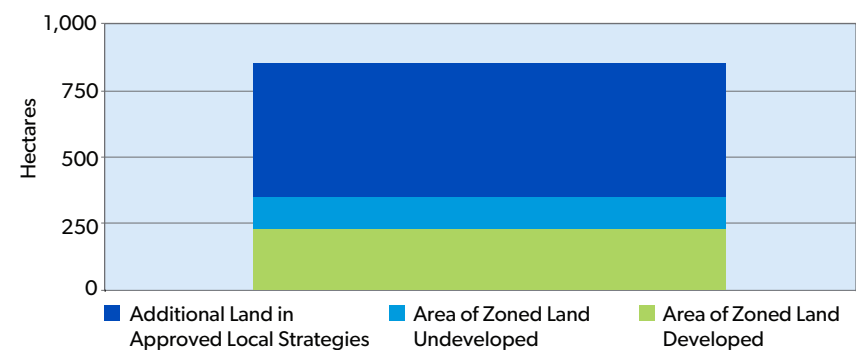 1,000
750
500
250
0
Hectares
Additional Land in
Approved Local Strategies
Area of Zoned Land
Undeveloped
Area of Zoned Land
Developed